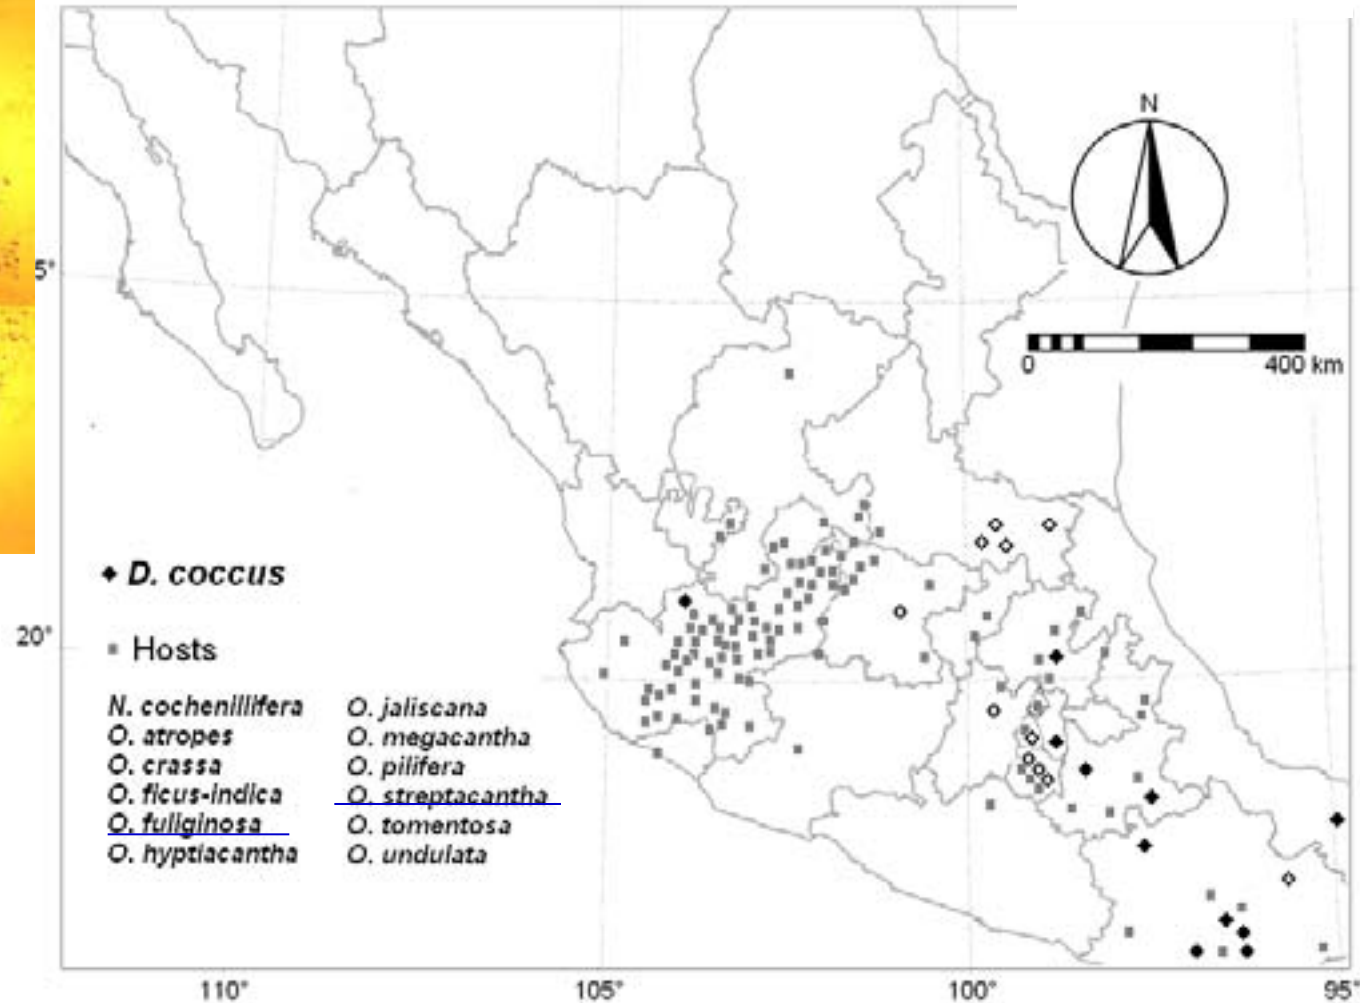 N
0 400 km
5°
D. coccus
20°
Hosts
N. cochenillifera
O. atropes
O. crassa
O. ficus-indica
O. fuliginosa
O. hyptiacantha
O. jaliscana
O. megacantha
O. pilifera
O. streptacantha
O. tomentosa
O. undulata
110° 105° 100° 95°